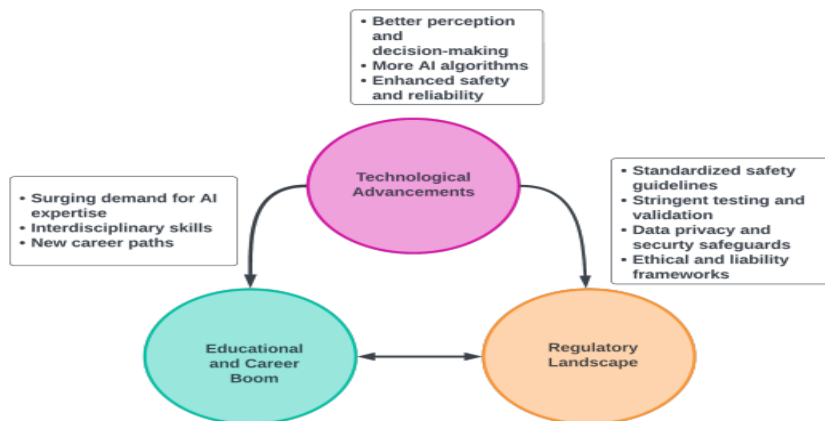 • Better perception
and
decision-making
• More AI algorithms
• Enhanced safety
and reliability
Technological
Advancements
• Surging demand for AI
expertise
• Interdisciplinary skills
• New career paths
• Standardized safety
guidelines
• Stringent testing and
validation
• Data privacy and
securty safeguards
• Ethical and liability
frameworks
Educational
and Career
Boom
Regulatory
Landscape